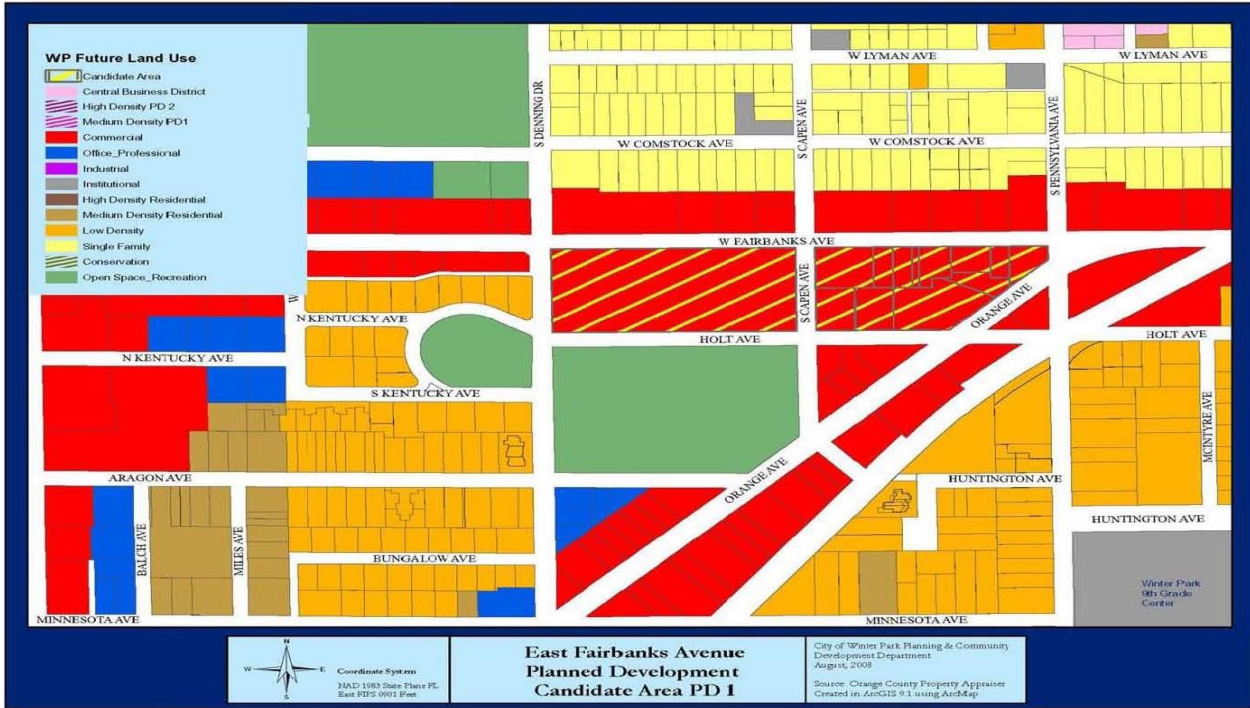 WP Future Land Use
Candidate Area
Central Business District
High Density PD 2
Medium Density PD1
Commercial
Office_Professional
Industrial
Institutional
High Density Residential
Medium Density Residential
Low Density
Single Family
Conservation
Open Space_Recreation
W LYMAN AVE
W LYMAN AVE
S DENNING DR
S CAPEN AVE
S PENNSYLVANIA AVE
W COMSTOCK AVE
W COMSTOCK AVE
W FAIRBANKS AVE
W
N KENTUCKY AVE
S CAPEN AVE
ORANGE AVE
HOLT AVE
HOLT AVE
N KENTUCKY AVE
S KENTUCKY AVE
MCINTYRE AVE
ARAGON AVE
ORANGE AVE
HUNTINGTON AVE
HUNTINGTON AVE
BALCH AVE
MILES AVE
BUNGALOW AVE
Winter Park
9th Grade
Center
MINNESOTA AVE
MINNESOTA AVE
N
W E
S
Coordinate System
NAD 1983 State Plane FL
East FIPS 0901 Feet
East Fairbanks Avenue
Planned Development
Candidate Area PD 1
City of Winter Park Planning & Community
Development Department
August, 2008
Source: Orange County Property Appraiser
Created in ArcGIS 9.1 using ArcMap